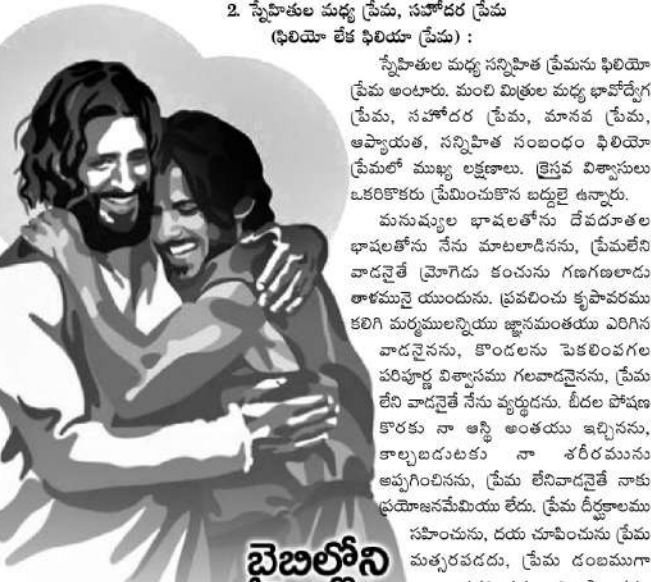 2. స్నేహితుల మధ్య ప్రేమ, సహోదర ప్రేమ
(ఫిలియో లేక ఫిలియా ప్రేమ) :
స్నేహితుల మధ్య సన్నిహిత ప్రేమను ఫిలియో
ప్రేమ అంటారు. మంచి మిత్రుల మధ్య భావోద్వేగ
ప్రేమ, సహోదర ప్రేమ, మానవ ప్రేమ,
ఆప్యాయత, సన్నిహిత సంబంధం ఫిలియో
ప్రేమలో ముఖ్య లక్షణాలు. క్రైస్తవ విశ్వాసులు
ఒకరికొకరు ప్రేమించుకొన బద్దులై ఉన్నారు.
మనుష్యుల భాషలతోను దేవదూతల
భాషలతోను నేను మాటలాడినను, ప్రేమలేని
వాడనైతే మ్రోగెడు కంచును గణగణలాడు
తాళమునై యుందును. ప్రవచించు కృపావరము
కలిగి మర్మములన్నియు జ్ఞానమంతయు ఎరిగిన
వాడనైనను, కొండలను పెకలింపగల
పరిపూర్ణ విశ్వాసము గలవాడనైనను, ప్రేమ
లేని వాడనైతే నేను వ్యర్థుడను. బీదల పోషణ
కొరకు నా ఆస్థి అంతయు ఇచ్చినను,
కాల్చబడుటకు నా శరీరమును
అప్పగించినను, ప్రేమ లేనివాడనైతే నాకు
ప్రయోజనమేమియు లేదు. ప్రేమ దీర్ఘకాలము
సహించును, దయ చూపించును ప్రేమ
మత్సరపడదు, ప్రేమ డంబముగా
బైబిల్లోని